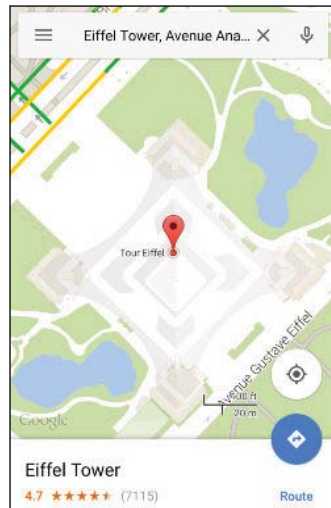 Eiffel Tower, Avenue Ana...
Tour Eiffel
Avenue Gustave Eiffel
20 m
Google
Eiffel Tower
4.7 (7115)
Route